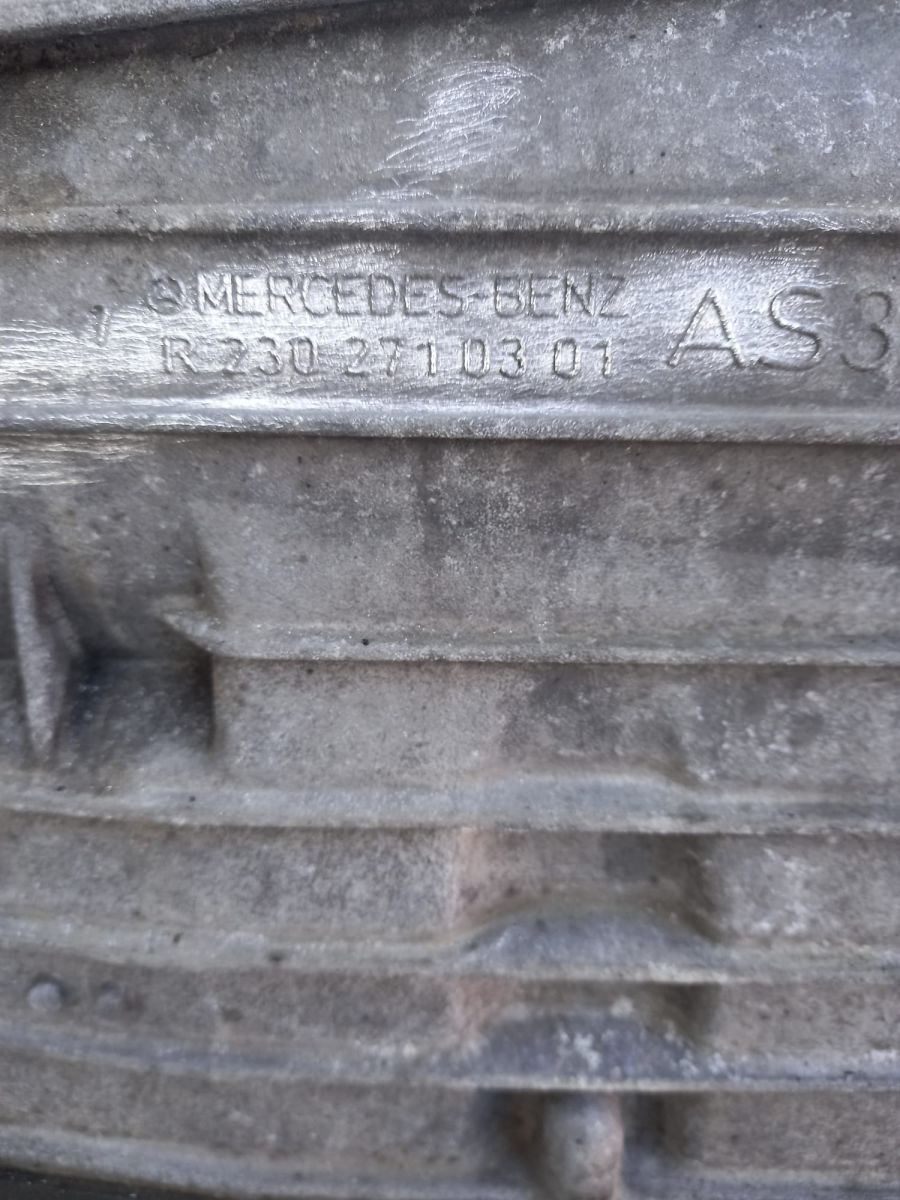 MERCEDES-BENZ
R 230 271 03 01
AS3